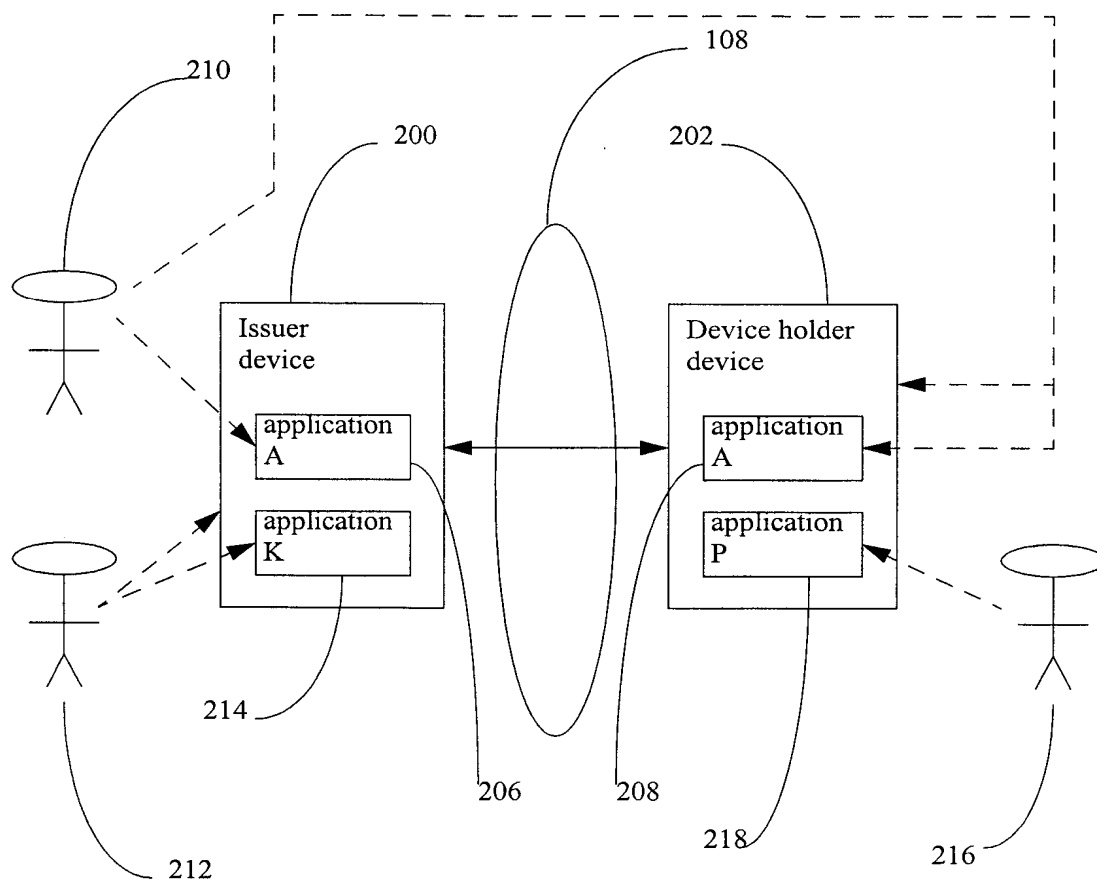 108
210
200
202
Issuer
device
Device holder
device
application
A
application
A
application
K
application
P
214
206
208
218
216
212